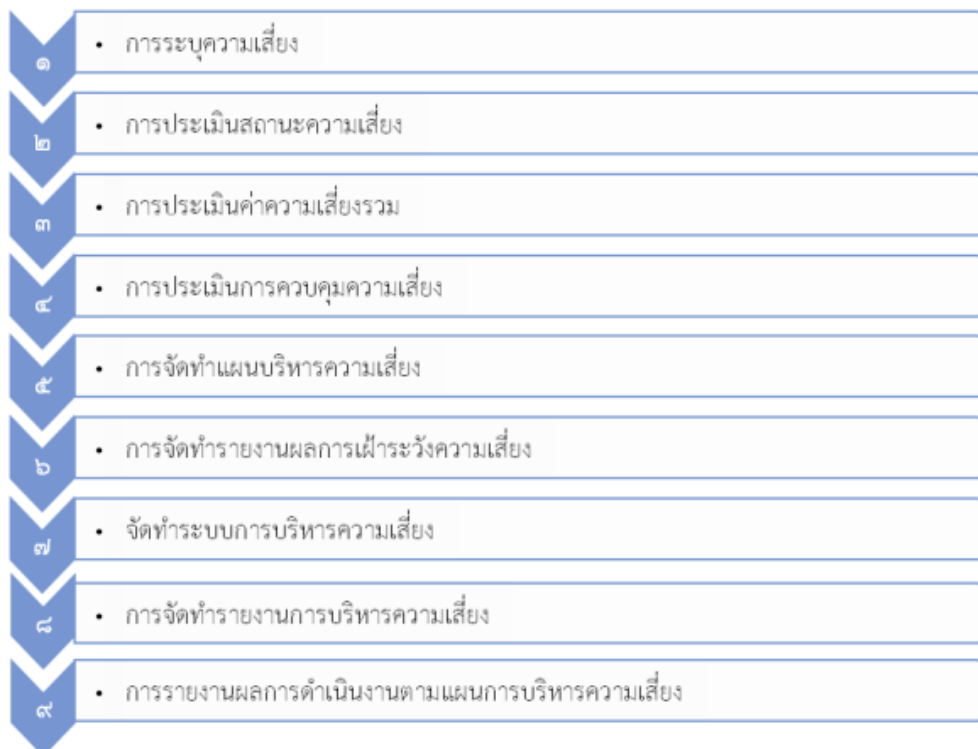 ๑
• การระบุความเสี่ยง
๒
• การประเมินสถานะความเสี่ยง
๓
• การประเมินค่าความเสี่ยงรวม
๔
• การประเมินการควบคุมความเสี่ยง
๕
• การจัดทำแผนบริหารความเสี่ยง
๖
• การจัดทำรายงานผลการเฝ้าระวังความเสี่ยง
๗
• จัดทำระบบการบริหารความเสี่ยง
๘
• การจัดทำรายงานการบริหารความเสี่ยง
๙
• การรายงานผลการดำเนินงานตามแผนการบริหารความเสี่ยง